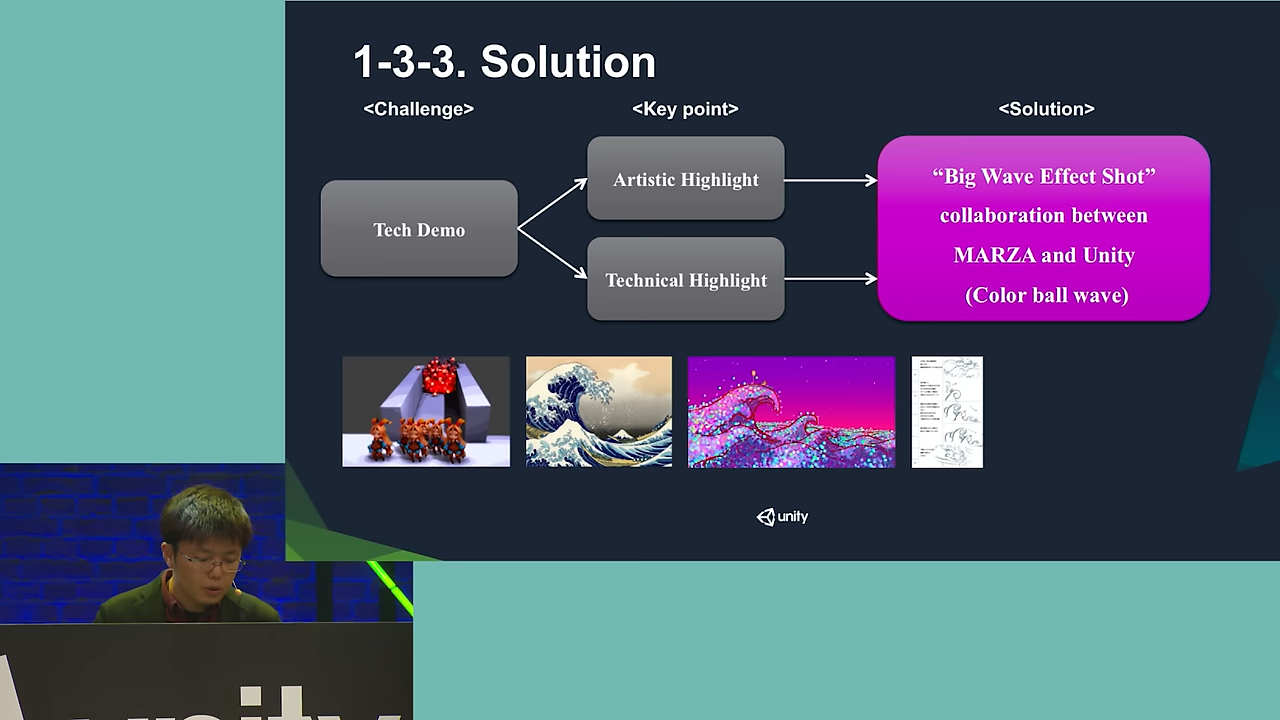 1-3-3. Solution
<Challenge>
<Key point>
<Solution>
Tech Demo
Artistic Highlight
Technical Highlight
“Big Wave Effect Shot”
collaboration between
MARZA and Unity
(Color ball wave)
unity
unity